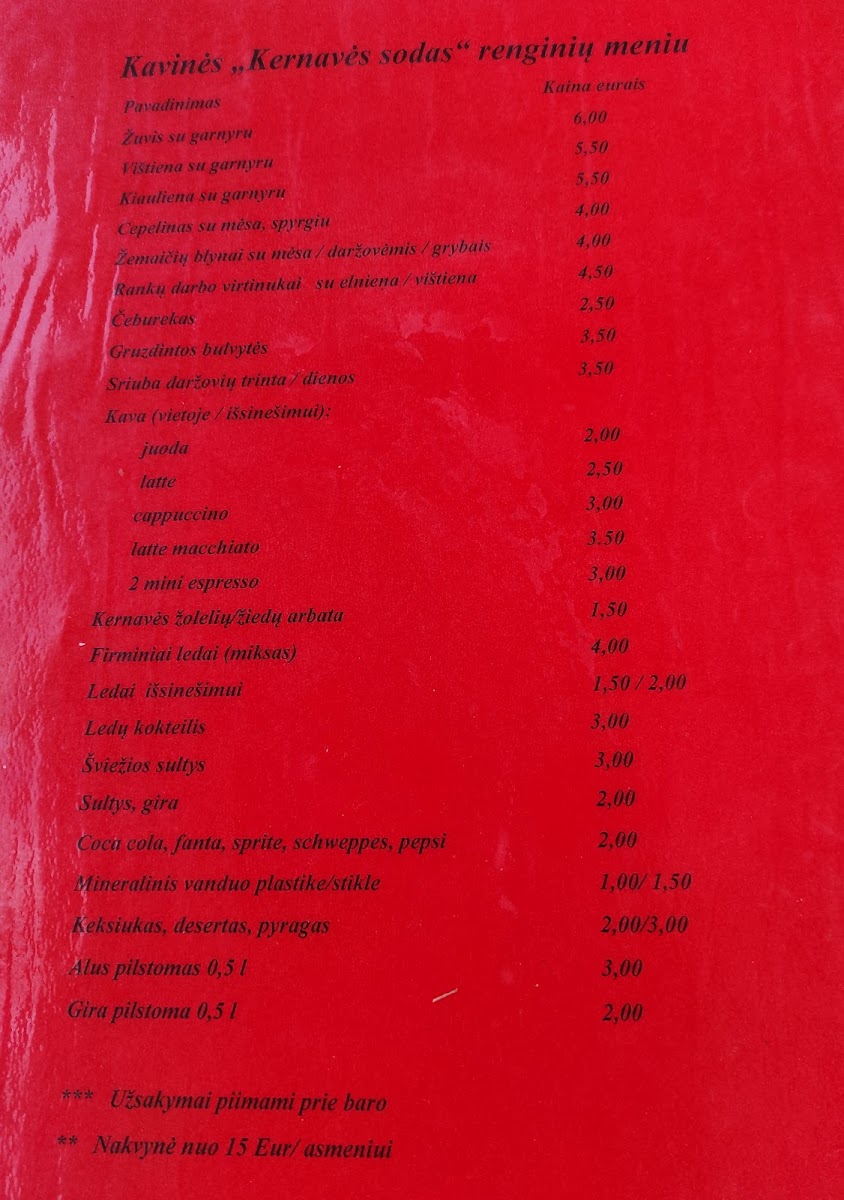 Kavinės „Kernavės sodas“ renginių meniu
Pavadinimas Kaina eurais
Žuvis su garnyru 6,00
Vištiena su garnyru 5,50
Kiauliena su garnyru 5,50
Cepelinas su mėsa, spyrgiu 4,00
Žemaičių blynai su mėsa / daržovėmis / grybais 4,00
Rankų darbo virtinukai su elniena / vištiena 4,50
Čeburekas 2,50
Gruzdintos bulvytės 3,50
Sriuba daržovių trinta / dienos 3,50
Kava (vietoje / išsinešimui):
juoda 2,00
latte 2,50
cappuccino 3,00
latte macchiato 3.50
2 mini espresso 3,00
Kernavės žolelių/žiedų arbata 1,50
Firminiai ledai (miksas) 4,00
Ledai išsinešimui 1,50 / 2,00
Ledų kokteilis 3,00
Šviežios sultys 3,00
Sultys, gira 2,00
Coca cola, fanta, sprite, schweppes, pepsi 2,00
Mineralinis vanduo plastike/stikle 1,00/ 1,50
Keksiukas, desertas, pyragas 2,00/3,00
Alus pilstomas 0,5 l 3,00
Gira pilstoma 0,5 l 2,00
*** Užsakymai piimami prie baro
** Nakvynė nuo 15 Eur/ asmeniui